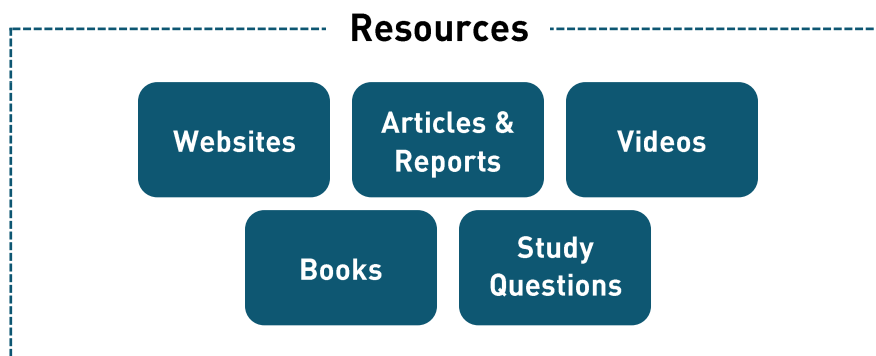 Resources
Websites
Articles &
Reports
Videos
Books
Study
Questions